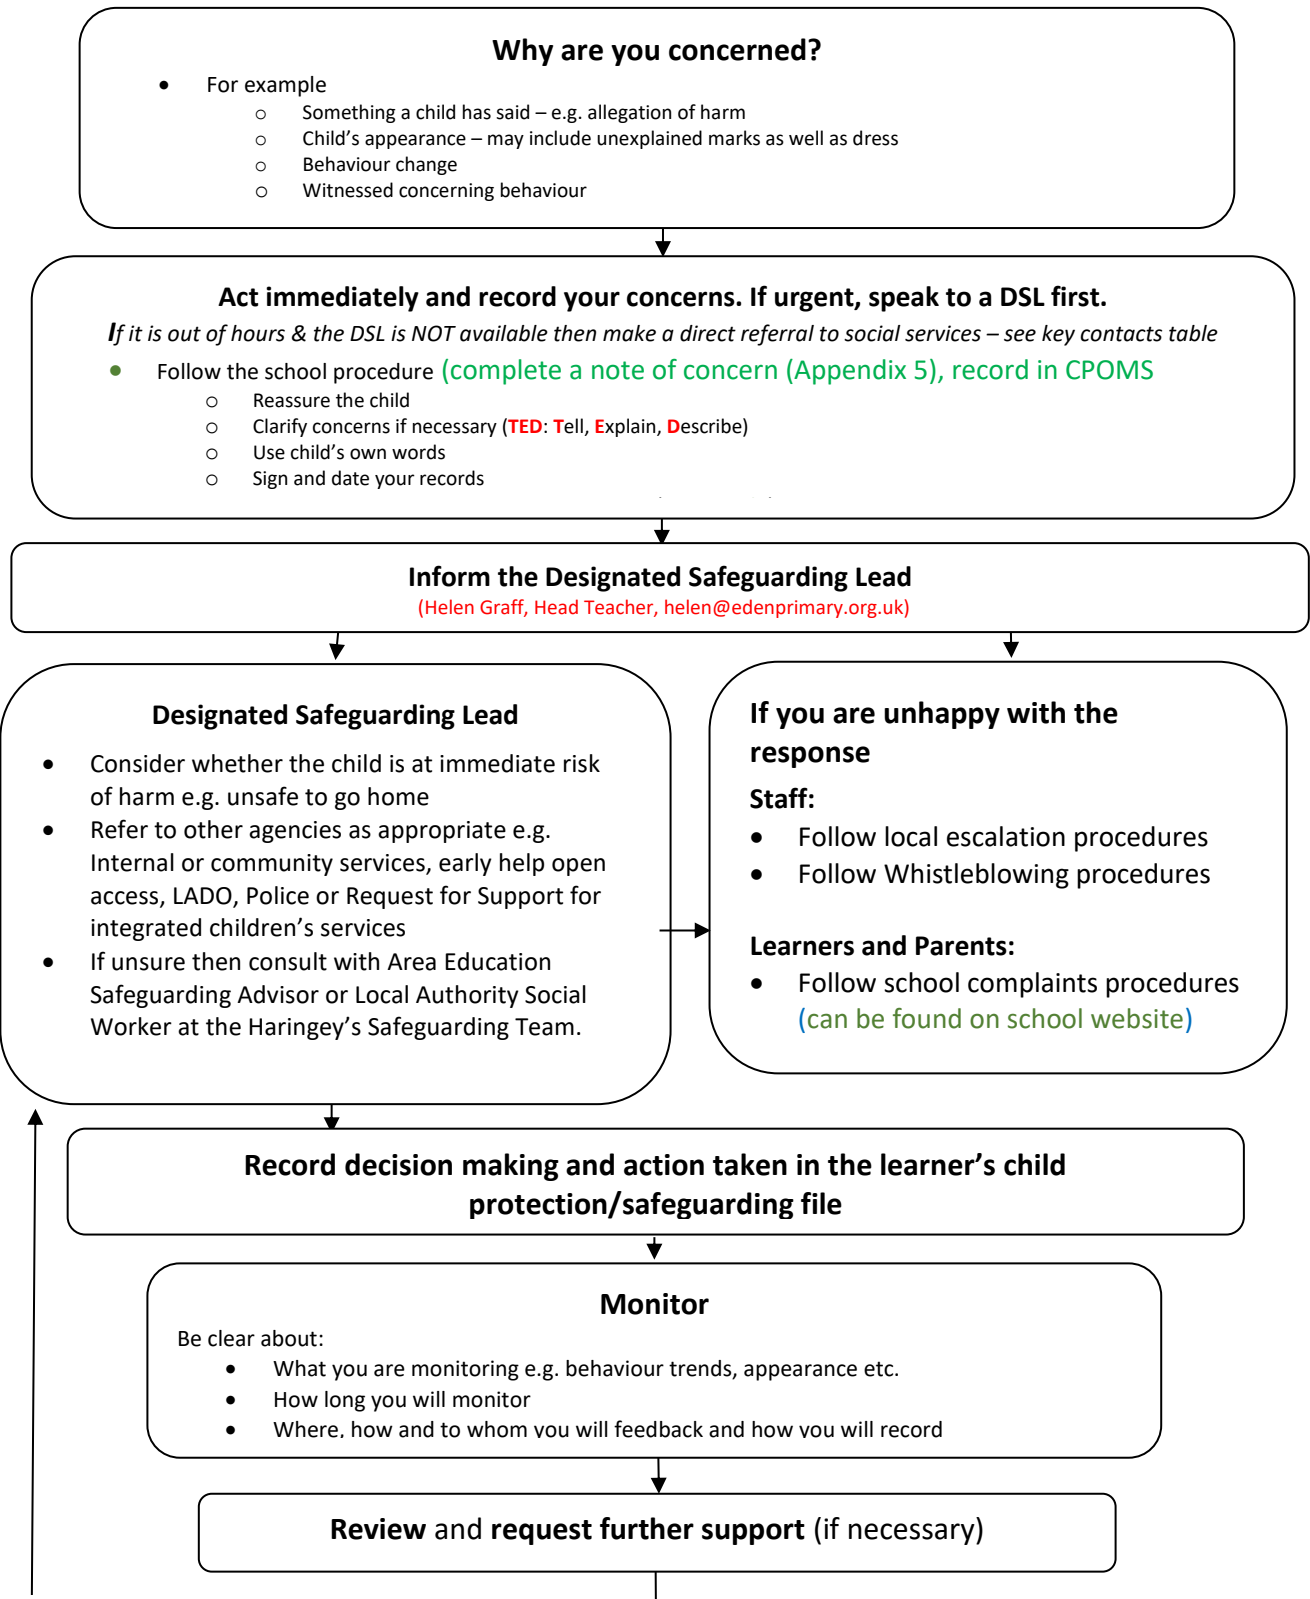 Why are you concerned?
• For example
o Something a child has said – e.g. allegation of harm
o Child's appearance – may include unexplained marks as well as dress
o Behaviour change
o Witnessed concerning behaviour
Act immediately and record your concerns. If urgent, speak to a DSL first.
If it is out of hours & the DSL is NOT available then make a direct referral to social services – see key contacts table
• Follow the school procedure (complete a note of concern (Appendix 5), record in CPOMS
o Reassure the child
o Clarify concerns if necessary (TED: Tell, Explain, Describe)
o Use child's own words
o Sign and date your records
Inform the Designated Safeguarding Lead
(Helen Graff, Head Teacher, helen@edenprimary.org.uk)
Designated Safeguarding Lead
• Consider whether the child is at immediate risk
of harm e.g. unsafe to go home
• Refer to other agencies as appropriate e.g.
Internal or community services, early help open
access, LADO, Police or Request for Support for
integrated children's services
• If unsure then consult with Area Education
Safeguarding Advisor or Local Authority Social
Worker at the Haringey's Safeguarding Team.
If you are unhappy with the
response
Staff:
• Follow local escalation procedures
• Follow Whistleblowing procedures
Learners and Parents:
• Follow school complaints procedures
(can be found on school website)
Record decision making and action taken in the learner's child
protection/safeguarding file
Monitor
Be clear about:
• What you are monitoring e.g. behaviour trends, appearance etc.
• How long you will monitor
• Where, how and to whom you will feedback and how you will record
Review and request further support (if necessary)